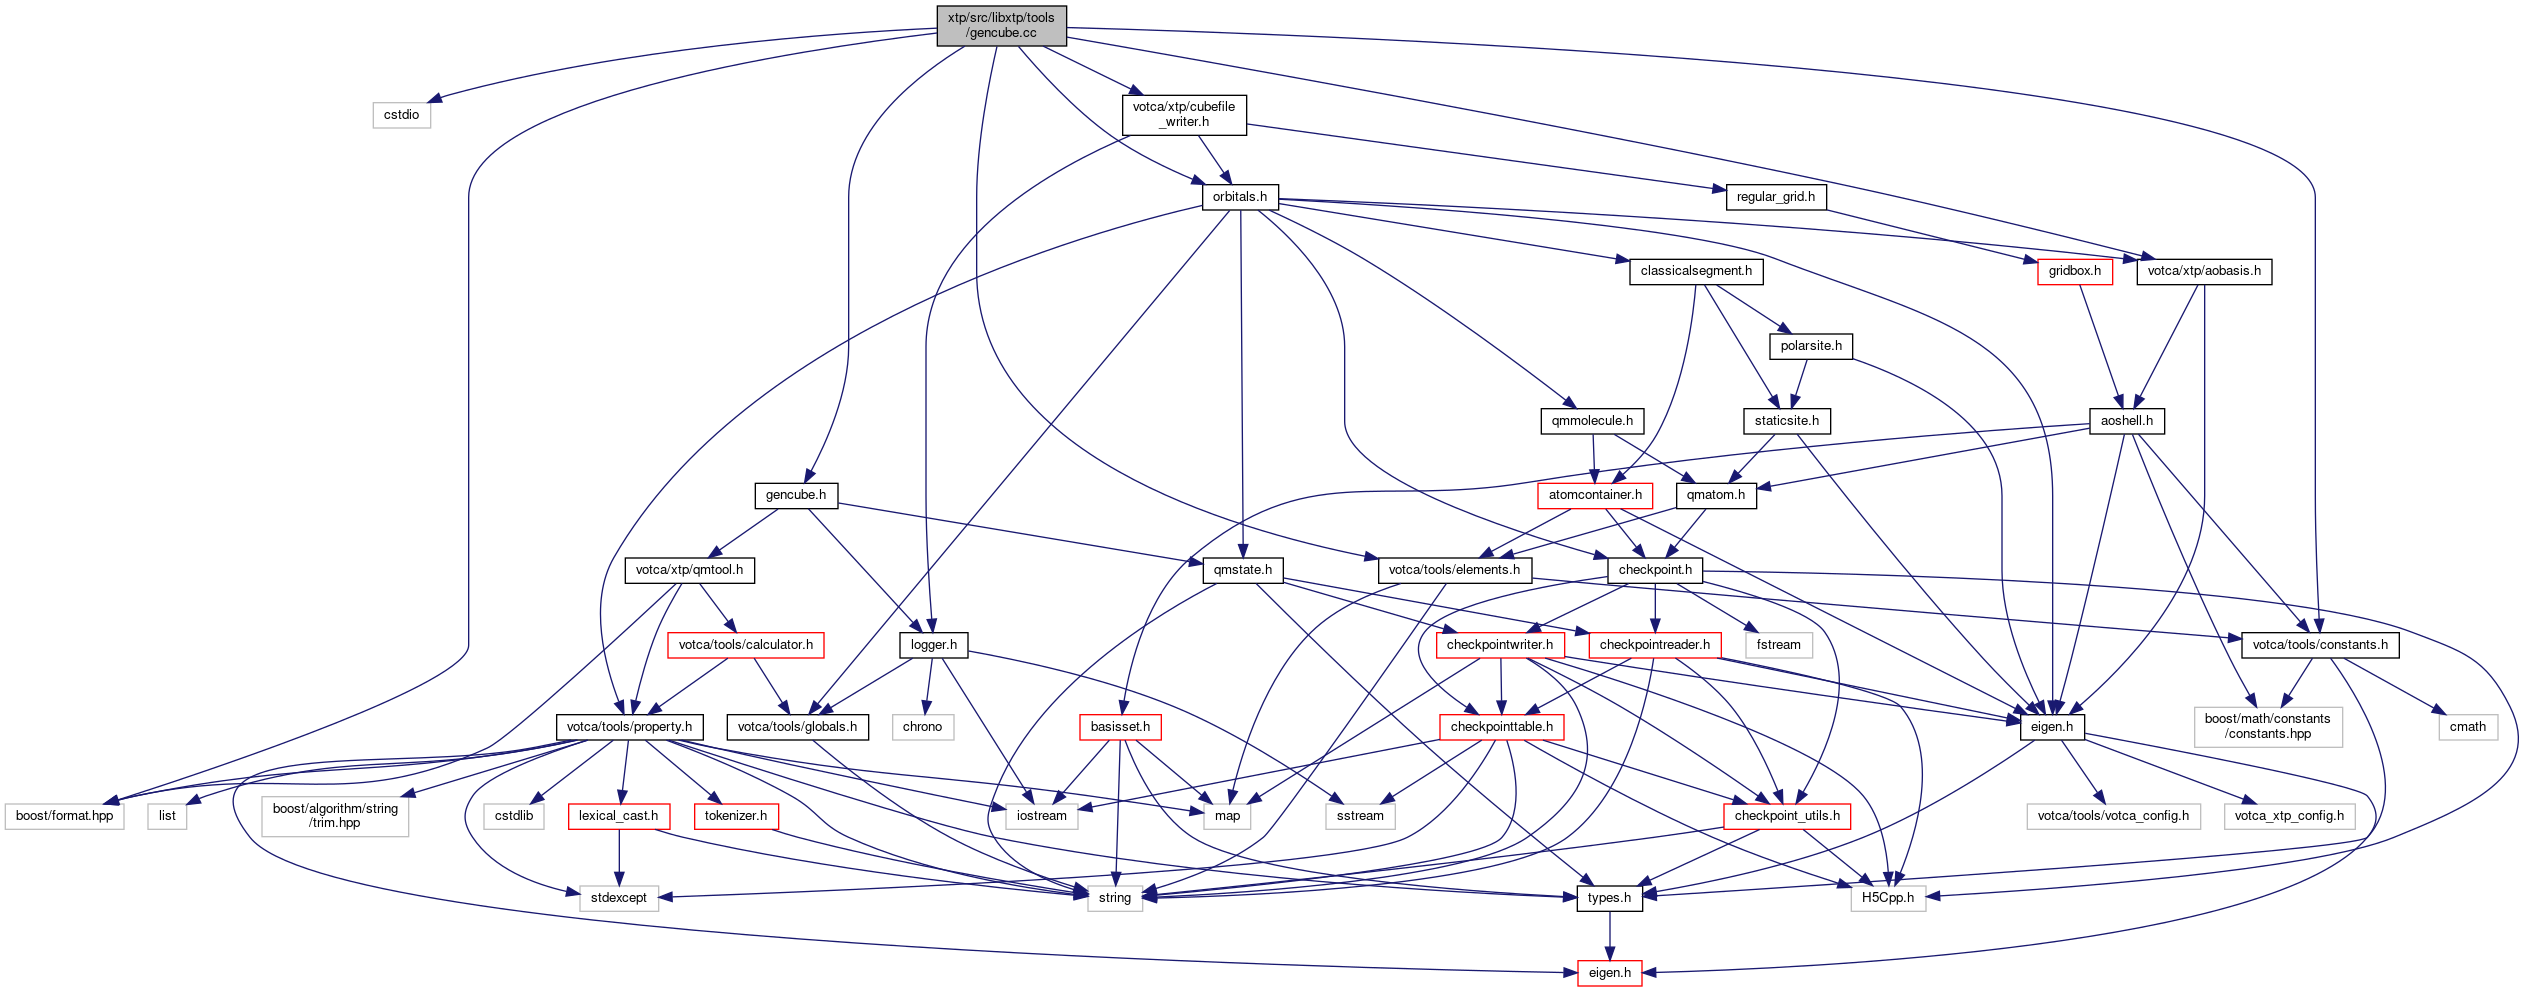 xtp/src/libxtp/tools
/gencube.cc
cstdio
votca/xtp/cubefile
_writer.h
orbitals.h
regular_grid.h
classicalsegment.h
gridbox.h
votca/xtp/aobasis.h
polarsite.h
qmmolecule.h
staticsite.h
aoshell.h
gencube.h
atomcontainer.h
qmatom.h
votca/xtp/qmtool.h
qmstate.h
votca/tools/elements.h
checkpoint.h
votca/tools/calculator.h
logger.h
checkpointwriter.h
checkpointreader.h
fstream
votca/tools/constants.h
votca/tools/property.h
votca/tools/globals.h
chrono
basisset.h
checkpointtable.h
eigen.h
boost/math/constants
/constants.hpp
cmath
boost/format.hpp
list
boost/algorithm/string
/trim.hpp
cstdlib
lexical_cast.h
tokenizer.h
iostream
map
sstream
checkpoint_utils.h
votca/tools/votca_config.h
votca_xtp_config.h
stdexcept
string
types.h
H5Cpp.h
eigen.h